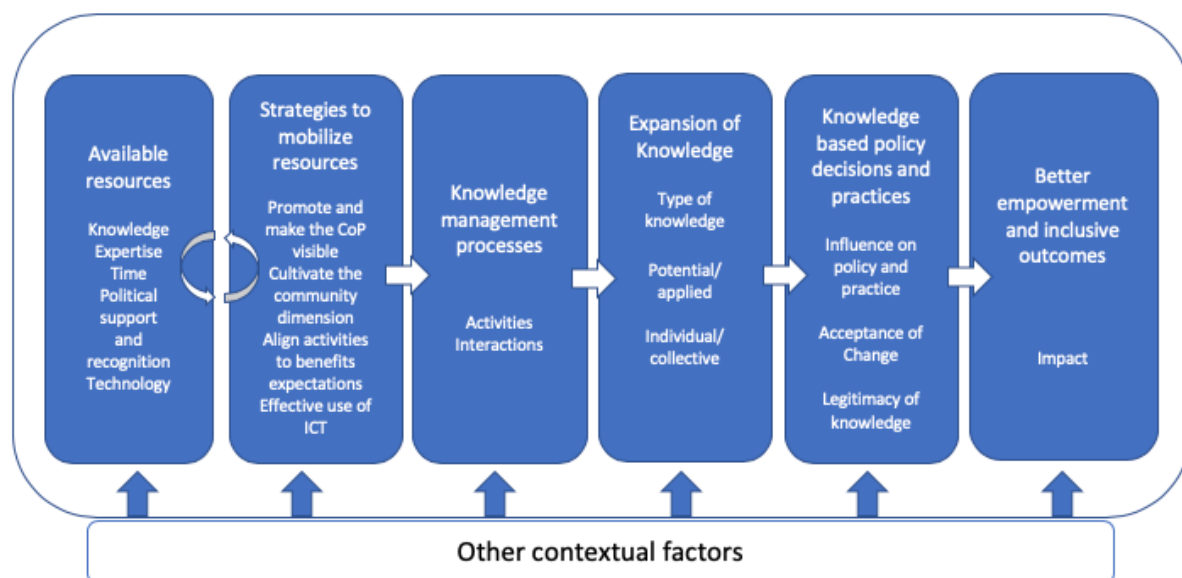 Available
resources
Knowledge
Expertise
Time
Political
support
and
recognition
Technology
Strategies to
mobilize
resources
Promote and
make the CoP
visible
Cultivate the
community
dimension
Align activities
to benefits
expectations
Effective use of
ICT
Knowledge
management
processes
Activities
Interactions
Expansion of
Knowledge
Type of
knowledge
Potential/
applied
Individual/
collective
Knowledge
based policy
decisions and
practices
Influence on
policy and
practice
Acceptance of
Change
Legitimacy of
knowledge
Better
empowerment
and inclusive
outcomes
Impact
Other contextual factors